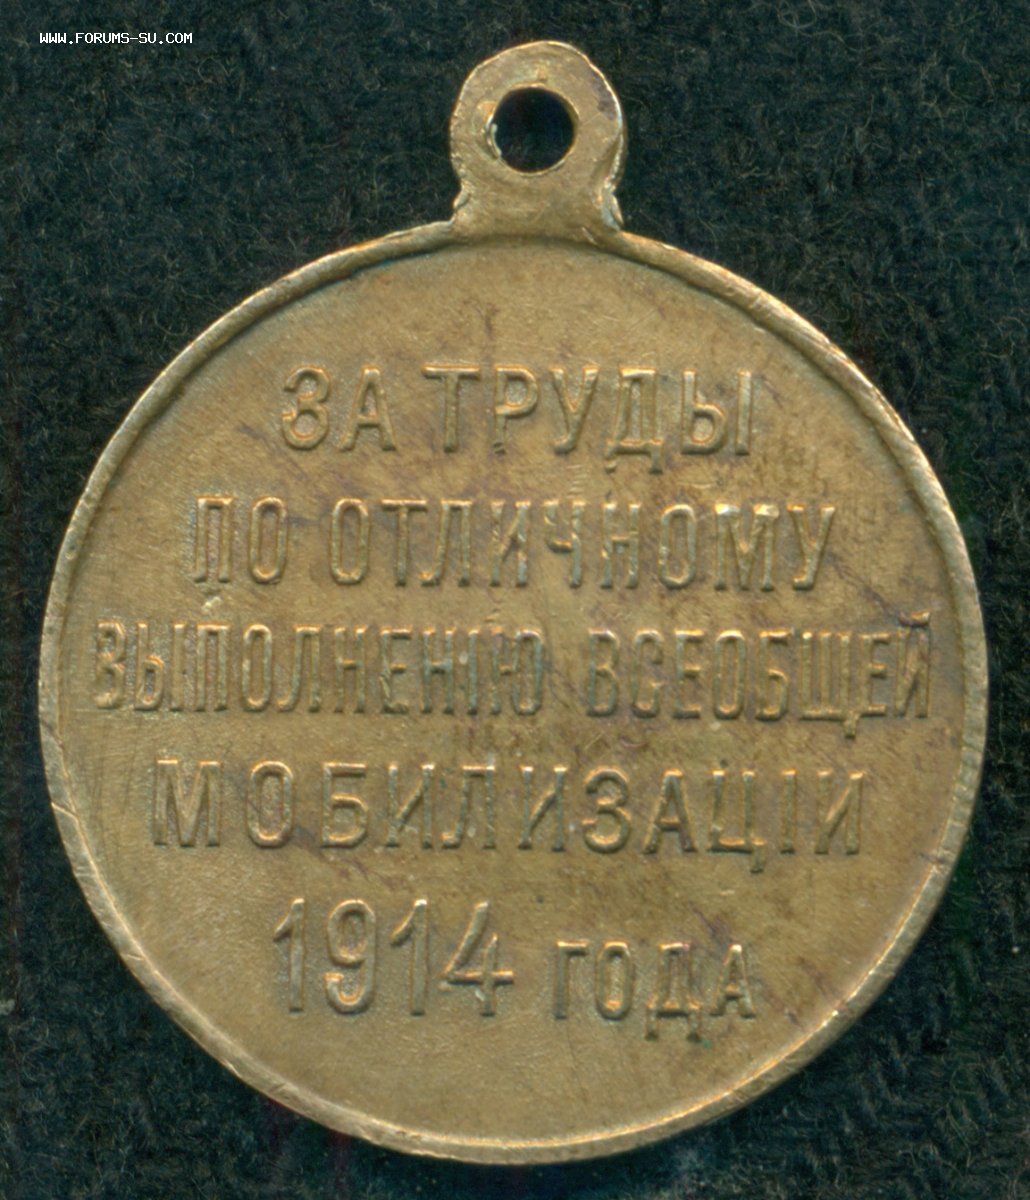 WWW.FORUMS-SU.COM
ЗА ТРУДЫ
ПО ОТЛИЧНОМУ
ВЫПОЛНЕНІЮ ВСЕОБЩЕЙ
МОБИЛИЗАЦІИ
1914 ГОДА